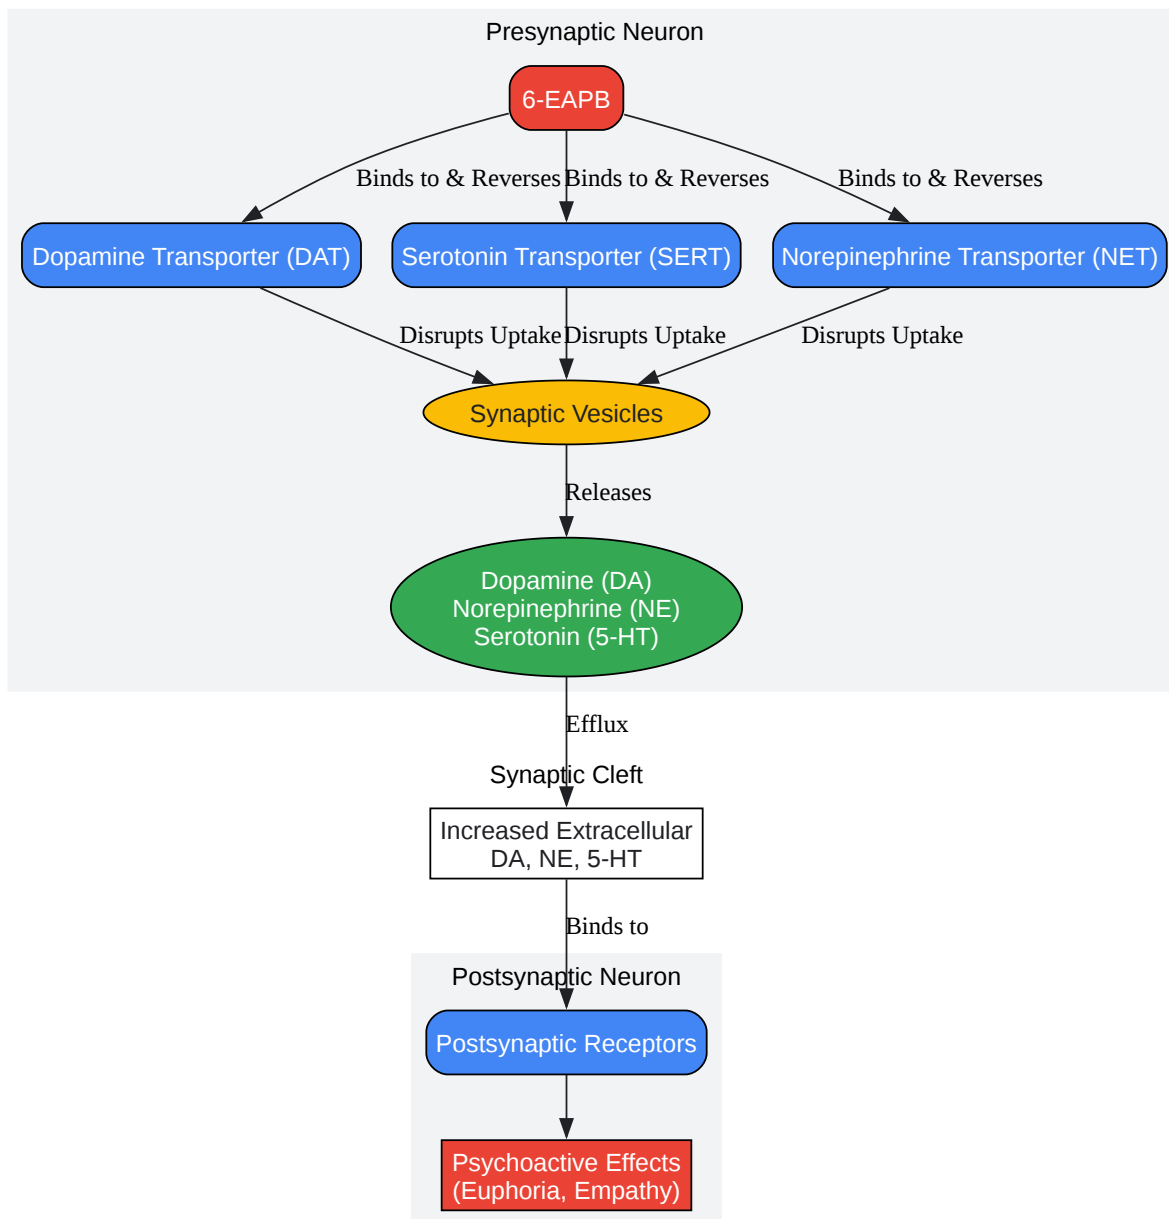 Presynaptic Neuron
6-EAPB
Binds to & Reverses
Binds to & Reverses
Binds to & Reverses
Dopamine Transporter (DAT)
Serotonin Transporter (SERT)
Norepinephrine Transporter (NET)
Disrupts Uptake
Disrupts Uptake
Disrupts Uptake
Synaptic Vesicles
Releases
Dopamine (DA)
Norepinephrine (NE)
Serotonin (5-HT)
Efflux
Synaptic Cleft
Increased Extracellular
DA, NE, 5-HT
Binds to
Postsynaptic Neuron
Postsynaptic Receptors
Psychoactive Effects
(Euphoria, Empathy)